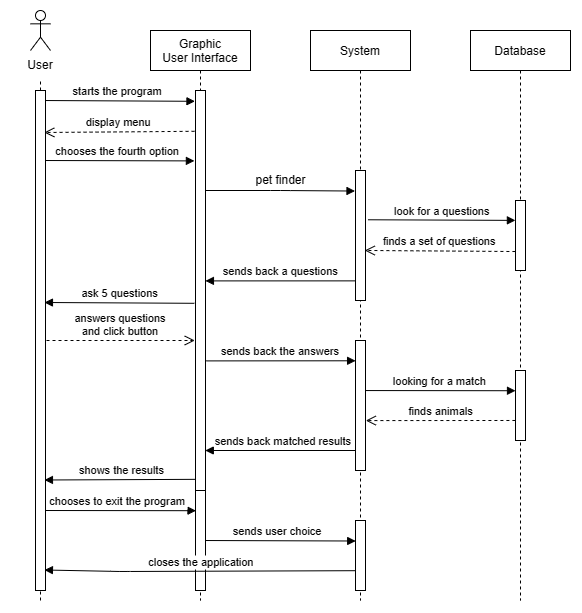 Graphic
User Interface
System
Database
User
starts the program
display menu
chooses the fourth option
pet finder
look for a questions
finds a set of questions
sends back a questions
ask 5 questions
answers questions
and click button
sends back the answers
looking for a match
finds animals
sends back matched results
shows the results
chooses to exit the program
sends user choice
closes the application